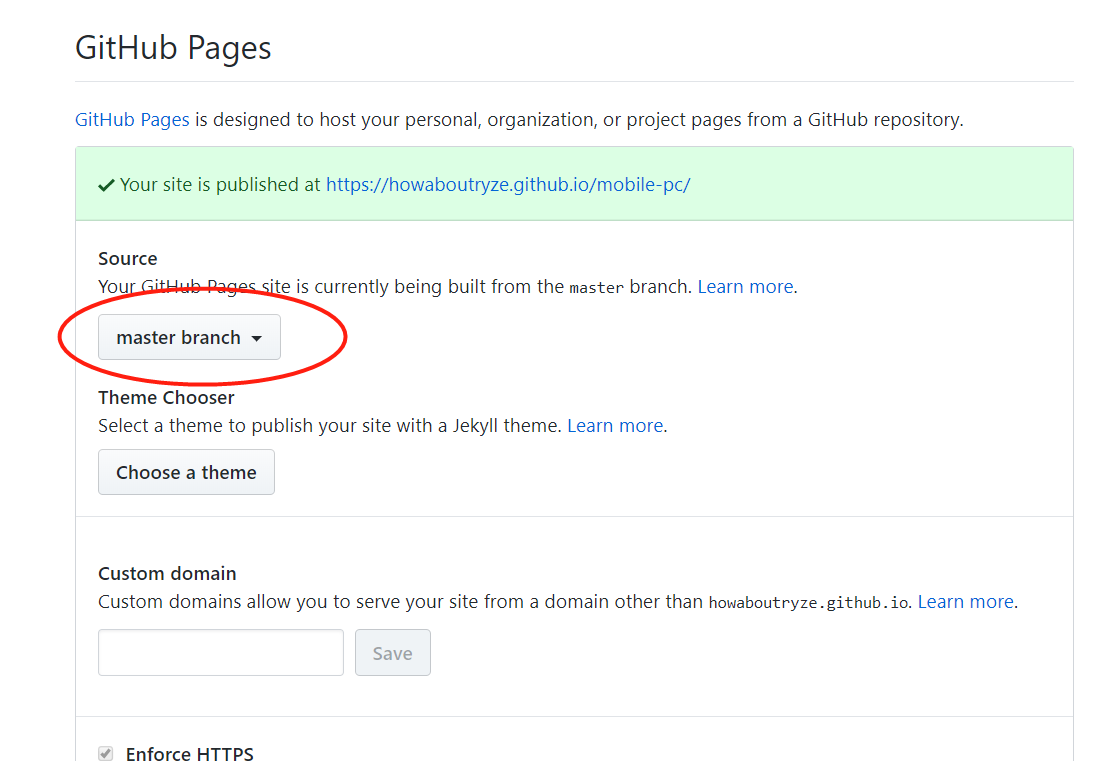 GitHub Pages
GitHub Pages is designed to host your personal, organization, or project pages from a GitHub repository.
Your site is published at https://howaboutryze.github.io/mobile-pc/
Source
Your GitHub Pages site is currently being built from the master branch. Learn more.
master branch
Theme Chooser
Select a theme to publish your site with a Jekyll theme. Learn more.
Choose a theme
Custom domain
Custom domains allow you to serve your site from a domain other than howaboutryze.github.io. Learn more.
Save
Enforce HTTPS